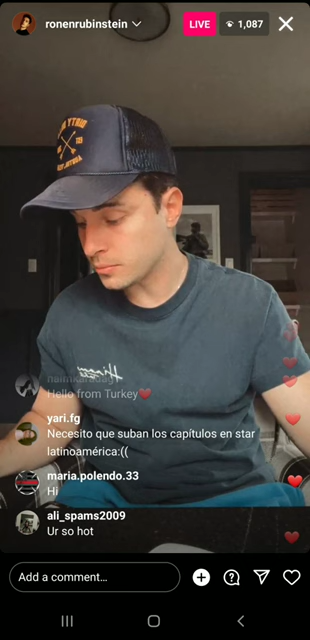 ronenrubinstein
LIVE
1,087
Hello from Turkey❤️
yari.fg
Necesito que suban los capítulos en star
latinoamérica:((
maria.polendo.33
Hi
ali_spams2009
Ur so hot
Add a comment...